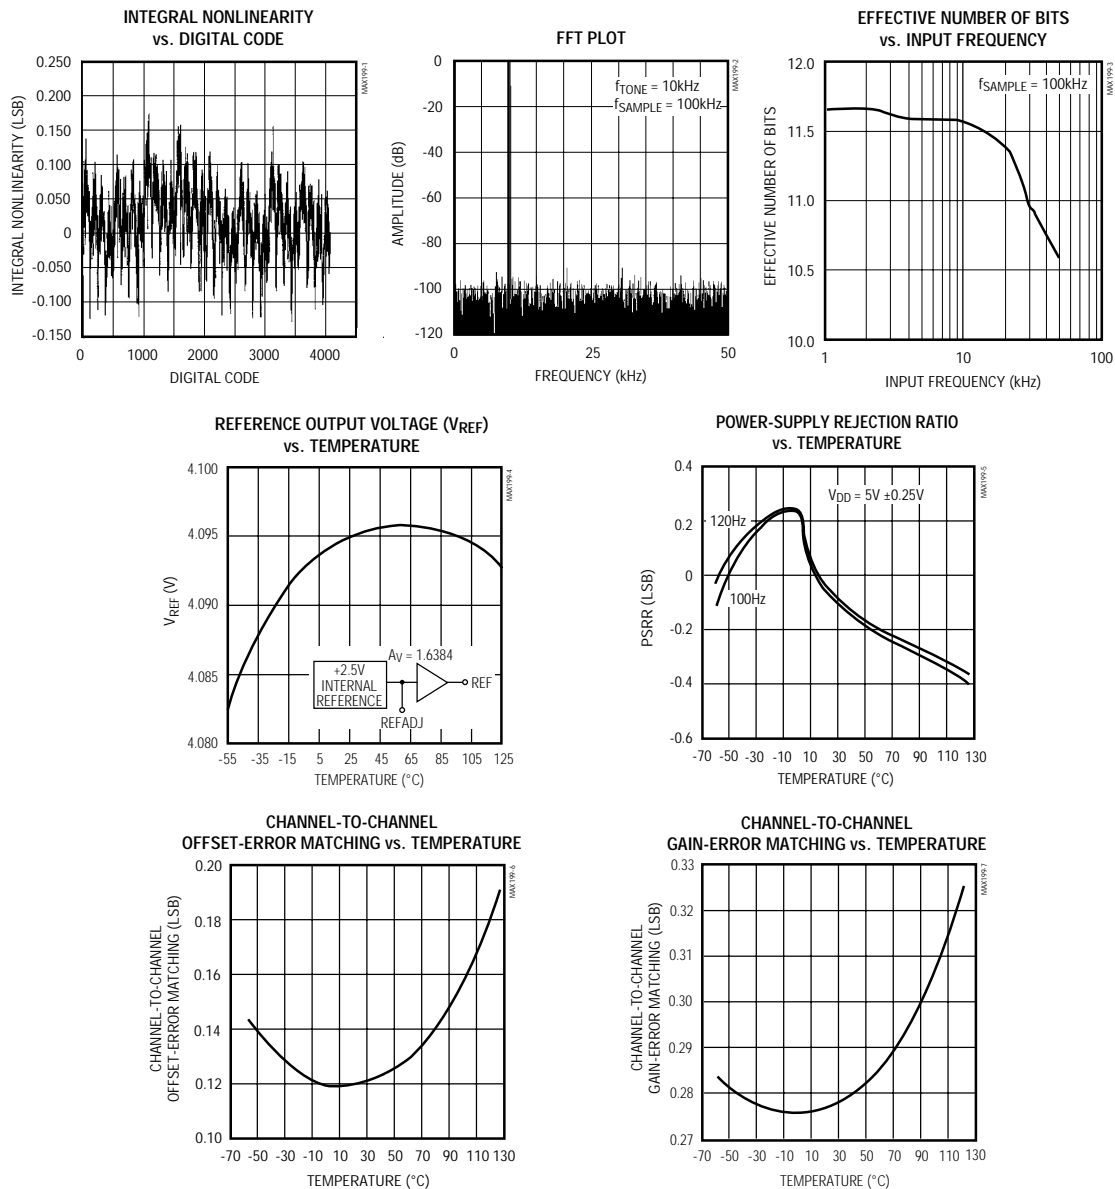 INTEGRAL NONLINEARITY
vs. DIGITAL CODE
0.250
0.200
0.150
0.100
0.050
0
-0.050
-0.100
-0.150
INTEGRAL NONLINEARITY (LSB)
0 1000 2000 3000 4000
DIGITAL CODE
MAX199-1
FFT PLOT
0
-20
-40
-60
-80
-100
-120
AMPLITUDE (dB)
fTONE = 10kHz
fSAMPLE = 100kHz
0 25 50
FREQUENCY (kHz)
MAX199-2
EFFECTIVE NUMBER OF BITS
vs. INPUT FREQUENCY
12.0
11.5
11.0
10.5
10.0
EFFECTIVE NUMBER OF BITS
fSAMPLE = 100kHz
1 10 100
INPUT FREQUENCY (kHz)
MAX199-3
REFERENCE OUTPUT VOLTAGE (VREF)
vs. TEMPERATURE
4.100
4.095
4.090
4.085
4.080
VREF (V)
AV = 1.6384
+2.5V
INTERNAL
REFERENCE
REF
REFADJ
-55 -35 -15 5 25 45 65 85 105 125
TEMPERATURE (°C)
MAX199-4
POWER-SUPPLY REJECTION RATIO
vs. TEMPERATURE
0.4
0.2
0
-0.2
-0.4
-0.6
PSRR (LSB)
VDD = 5V ±0.25V
120Hz
100Hz
-70 -50 -30 -10 10 30 50 70 90 110 130
TEMPERATURE (°C)
MAX199-5
CHANNEL-TO-CHANNEL
OFFSET-ERROR MATCHING vs. TEMPERATURE
0.20
0.18
0.16
0.14
0.12
0.10
CHANNEL-TO-CHANNEL
OFFSET-ERROR MATCHING (LSB)
-70 -50 -30 -10 10 30 50 70 90 110 130
TEMPERATURE (°C)
MAX199-6
CHANNEL-TO-CHANNEL
GAIN-ERROR MATCHING vs. TEMPERATURE
0.33
0.32
0.31
0.30
0.29
0.28
0.27
CHANNEL-TO-CHANNEL
GAIN-ERROR MATCHING (LSB)
-70 -50 -30 -10 10 30 50 70 90 110 130
TEMPERATURE (°C)
MAX199-7